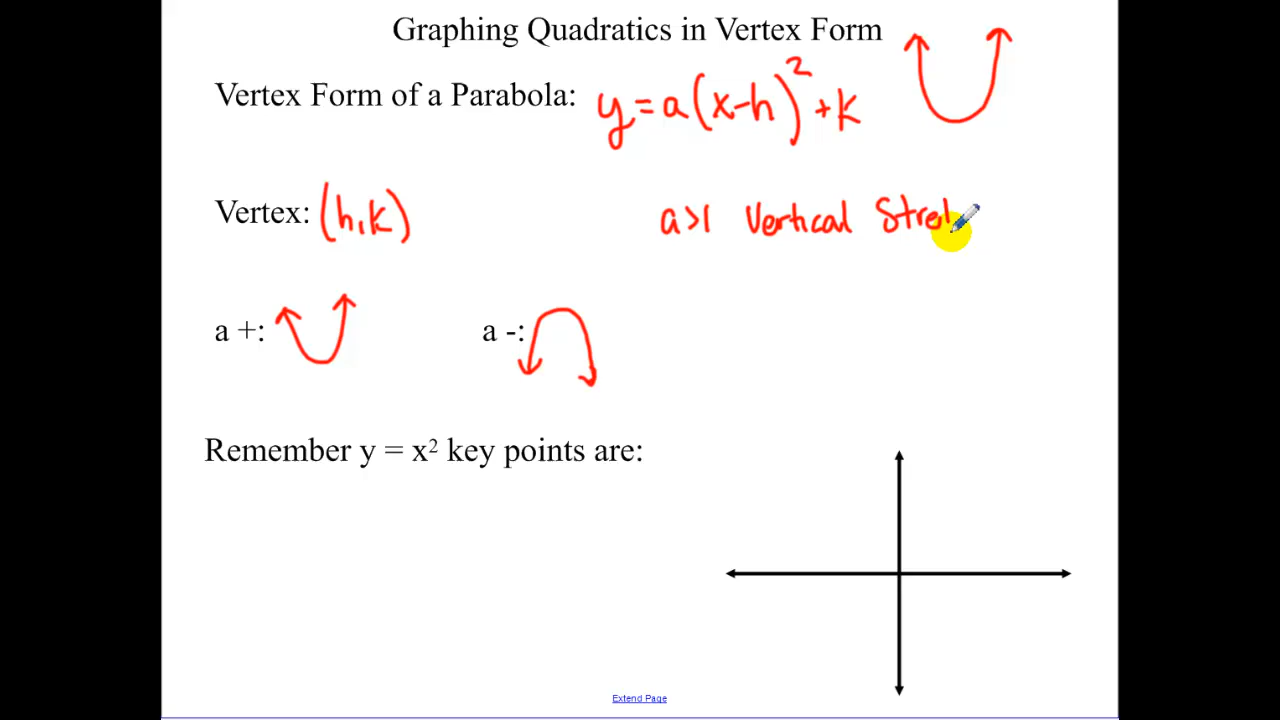 Graphing Quadratics in Vertex Form
Vertex Form of a Parabola: y = a(x-h)² + k
Vertex: (h,k) a>1 Vertical Stret
a +: a -:
Remember y = x² key points are:
Extend Page